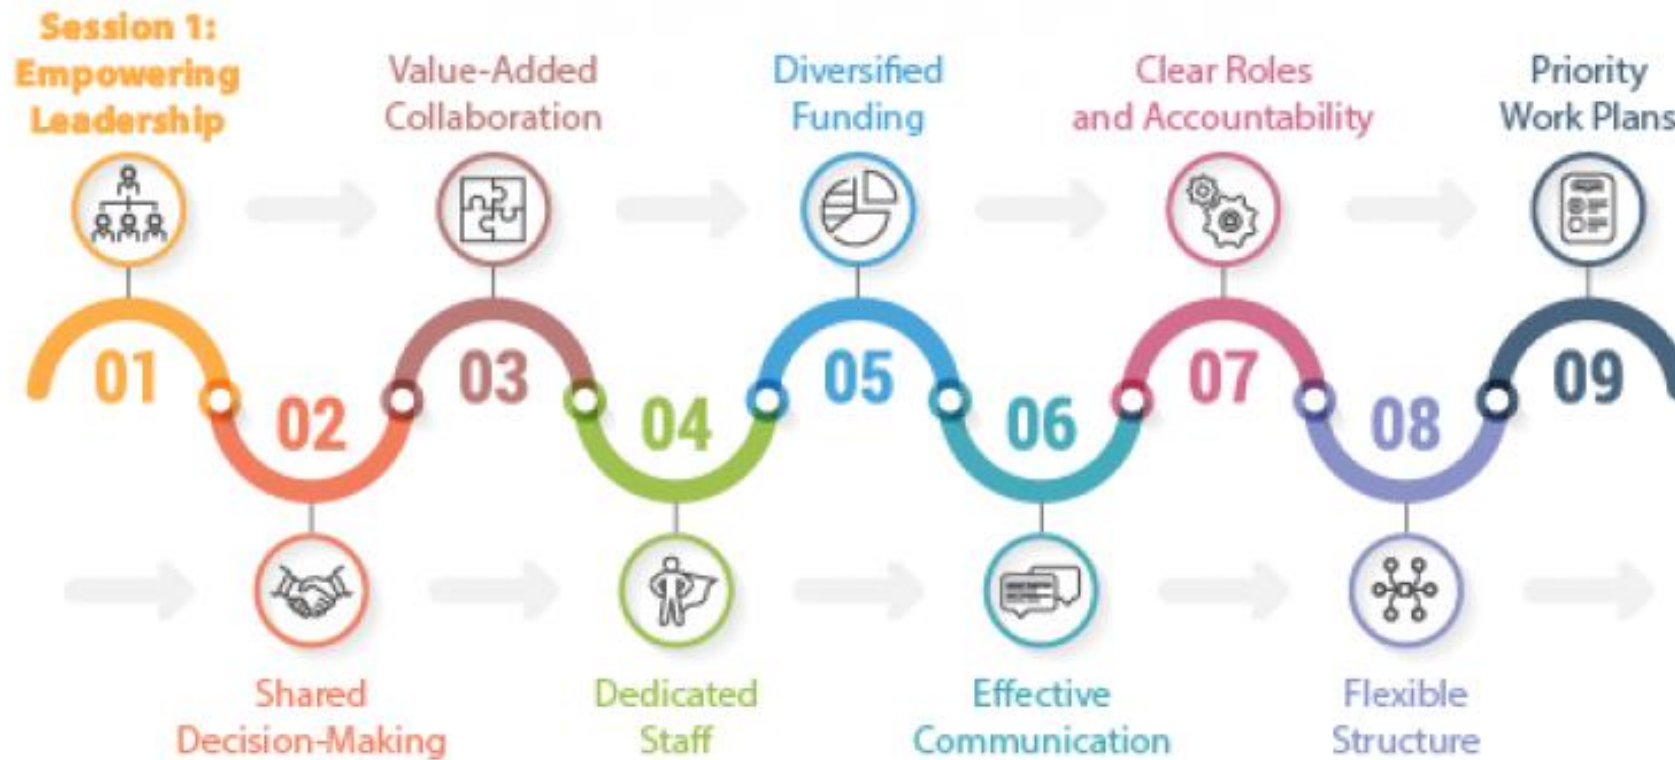 Session 1:
Empowering
Leadership
Value-Added
Collaboration
Diversified
Funding
Clear Roles
and Accountability
Priority
Work Plans
01
02
03
04
05
06
07
08
09
Shared
Decision-Making
Dedicated
Staff
Effective
Communication
Flexible
Structure